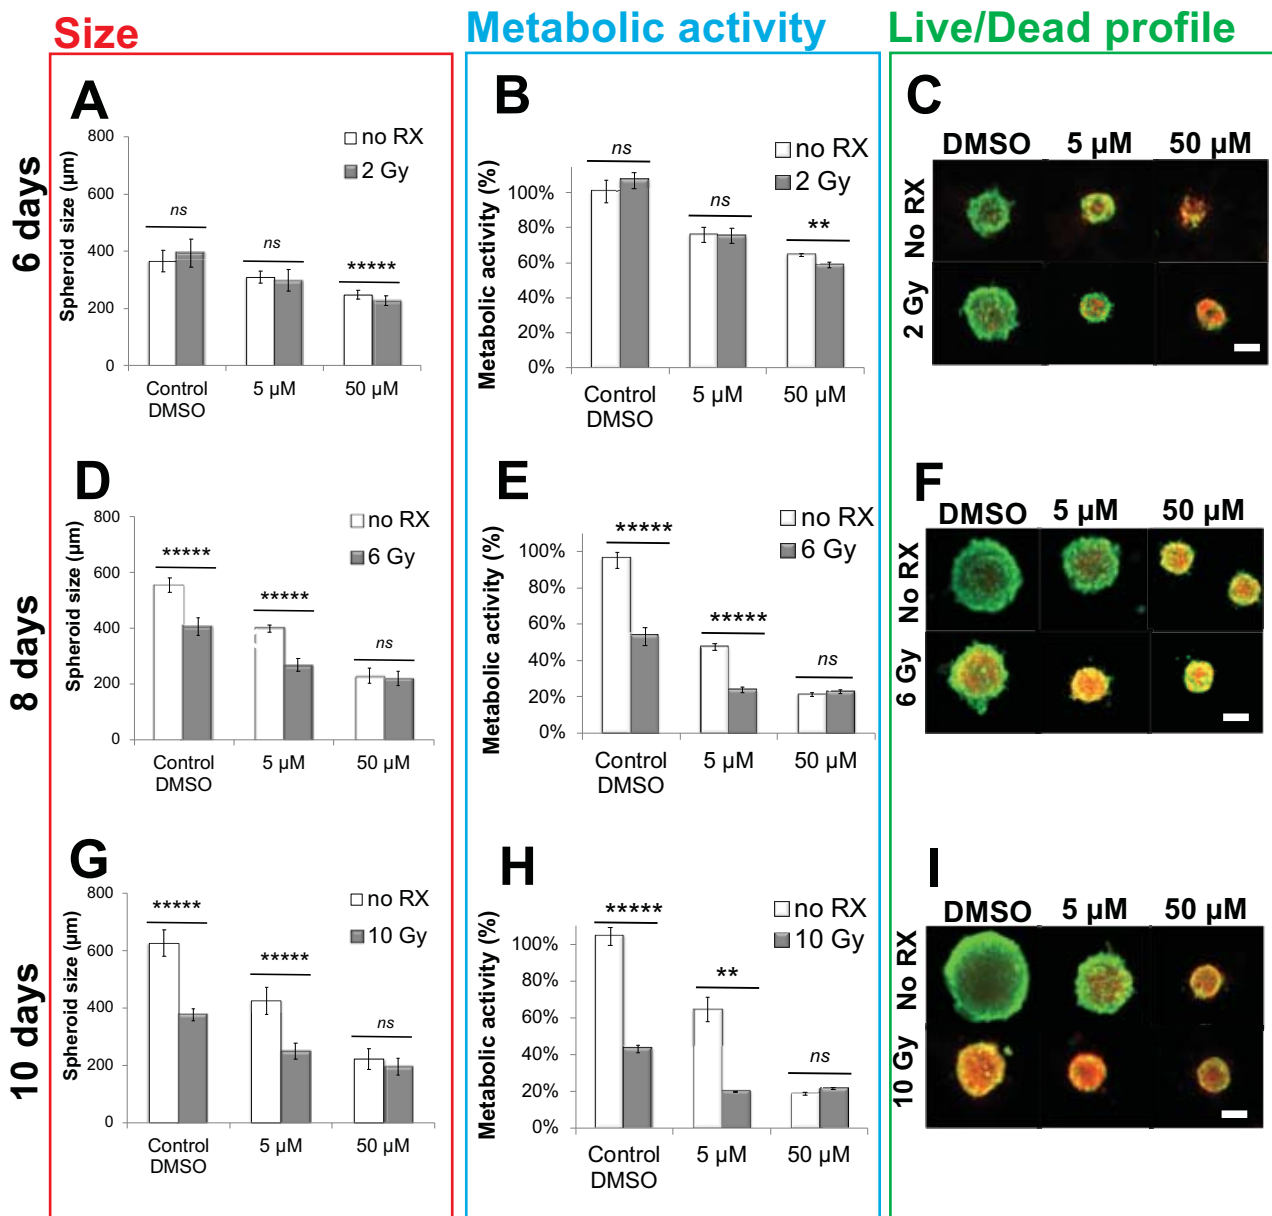 Size
Metabolic activity
Live/Dead profile
6 days
A
Spheroid size (µm)
800
600
400
200
0
no RX
2 Gy
ns
ns
*****
Control
DMSO
5 µM
50 µM
B
Metabolic activity (%)
100%
80%
60%
40%
20%
0%
no RX
2 Gy
ns
ns
**
Control
DMSO
5 µM
50 µM
C
DMSO
5 µM
50 µM
No RX
2 Gy
8 days
D
Spheroid size (µm)
800
600
400
200
0
no RX
6 Gy
*****
*****
ns
Control
DMSO
5 µM
50 µM
E
Metabolic activity (%)
100%
80%
60%
40%
20%
0%
no RX
6 Gy
*****
*****
ns
Control
DMSO
5 µM
50 µM
F
DMSO
5 µM
50 µM
No RX
6 Gy
10 days
G
Spheroid size (µm)
800
600
400
200
0
no RX
10 Gy
*****
*****
ns
Control
DMSO
5 µM
50 µM
H
Metabolic activity (%)
100%
80%
60%
40%
20%
0%
no RX
10 Gy
*****
**
ns
Control
DMSO
5 µM
50 µM
I
DMSO
5 µM
50 µM
No RX
10 Gy